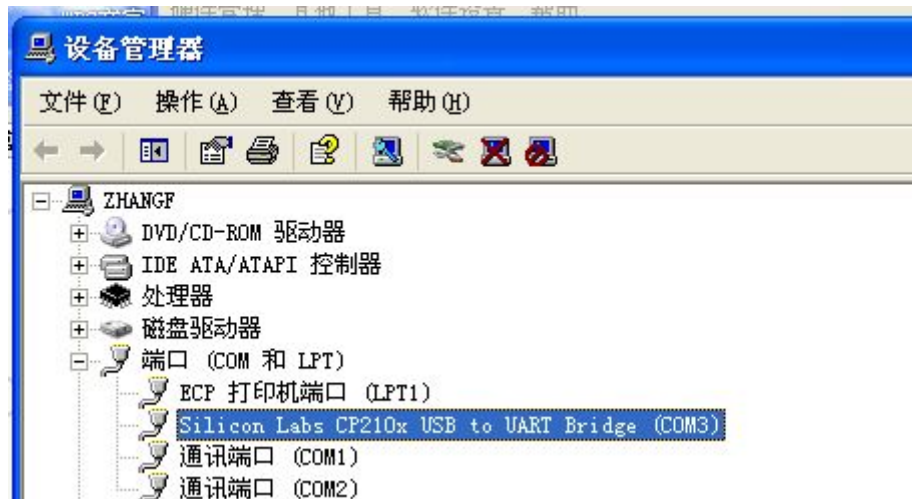 设备管理器
文件(F) 操作(A) 查看(V) 帮助(H)
ZHANGF
DVD/CD-ROM 驱动器
IDE ATA/ATAPI 控制器
处理器
磁盘驱动器
端口 (COM 和 LPT)
ECP 打印机端口 (LPT1)
Silicon Labs CP210x USB to UART Bridge (COM3)
通讯端口 (COM1)
通讯端口 (COM2)